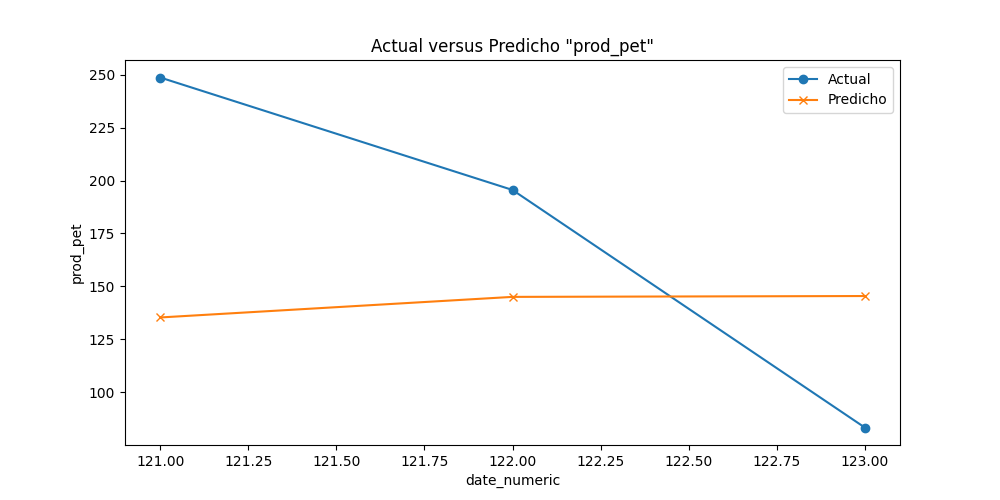 Actual versus Predicho "prod_pet"
Actual
Predicho
250
225
200
175
150
125
100
prod_pet
121.00 121.25 121.50 121.75 122.00 122.25 122.50 122.75 123.00
date_numeric